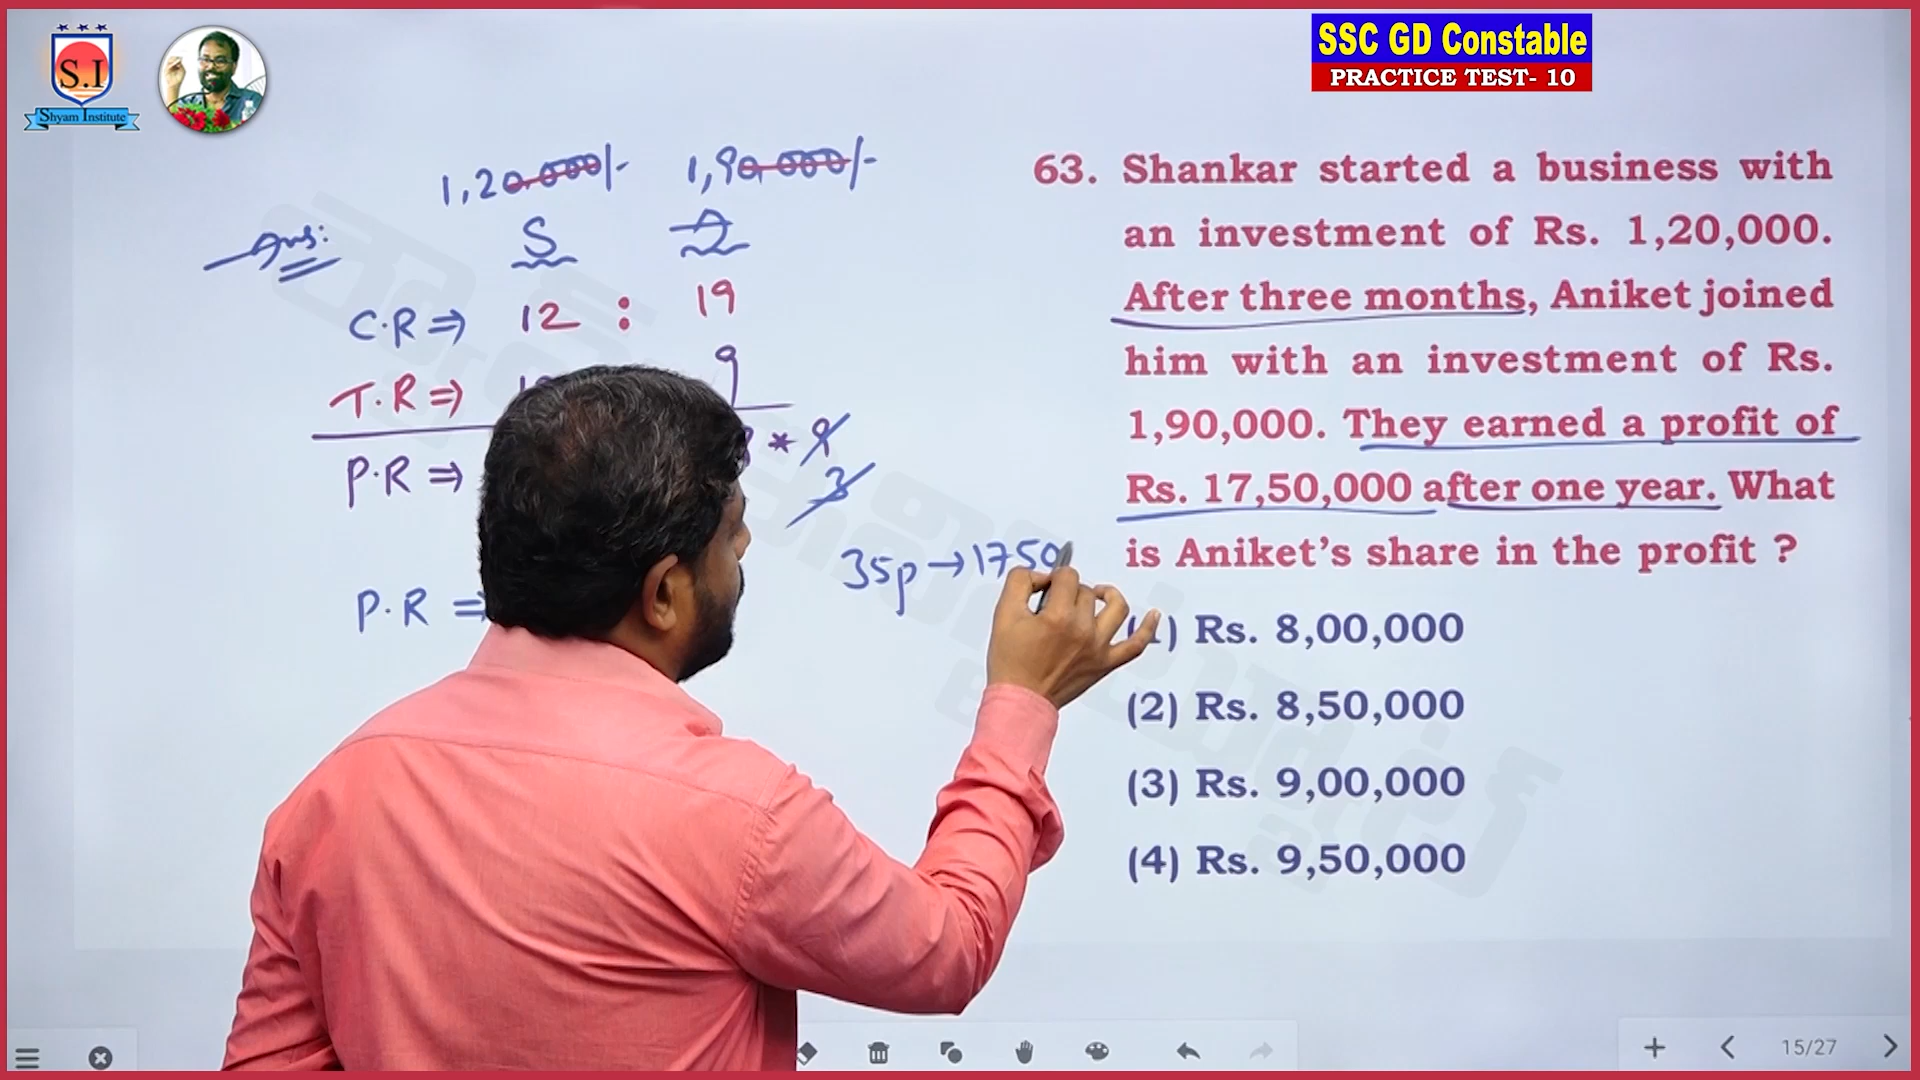 S.I
Shyam Institute
SSC GD Constable
PRACTICE TEST- 10
1,20,000/- 1,90,000/-
Ans:
S A
C.R ⇒ 12 : 19
T.R ⇒ 9
P.R ⇒ * 9
3
35p → 1750
P.R ⇒
63. Shankar started a business with
an investment of Rs. 1,20,000.
After three months, Aniket joined
him with an investment of Rs.
1,90,000. They earned a profit of
Rs. 17,50,000 after one year. What
is Aniket’s share in the profit ?
(1) Rs. 8,00,000
(2) Rs. 8,50,000
(3) Rs. 9,00,000
(4) Rs. 9,50,000
15/27